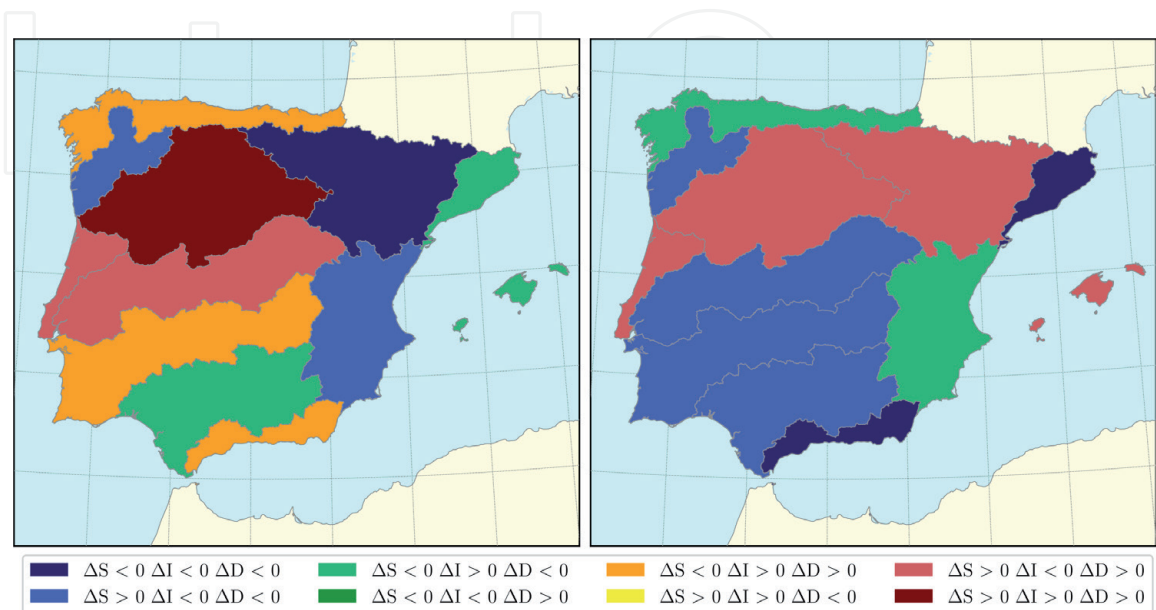 ΔS < 0 ΔI < 0 ΔD < 0 ΔS < 0 ΔI > 0 ΔD < 0 ΔS < 0 ΔI > 0 ΔD > 0 ΔS > 0 ΔI < 0 ΔD > 0
ΔS > 0 ΔI < 0 ΔD < 0 ΔS < 0 ΔI < 0 ΔD > 0 ΔS > 0 ΔI > 0 ΔD < 0 ΔS > 0 ΔI > 0 ΔD > 0